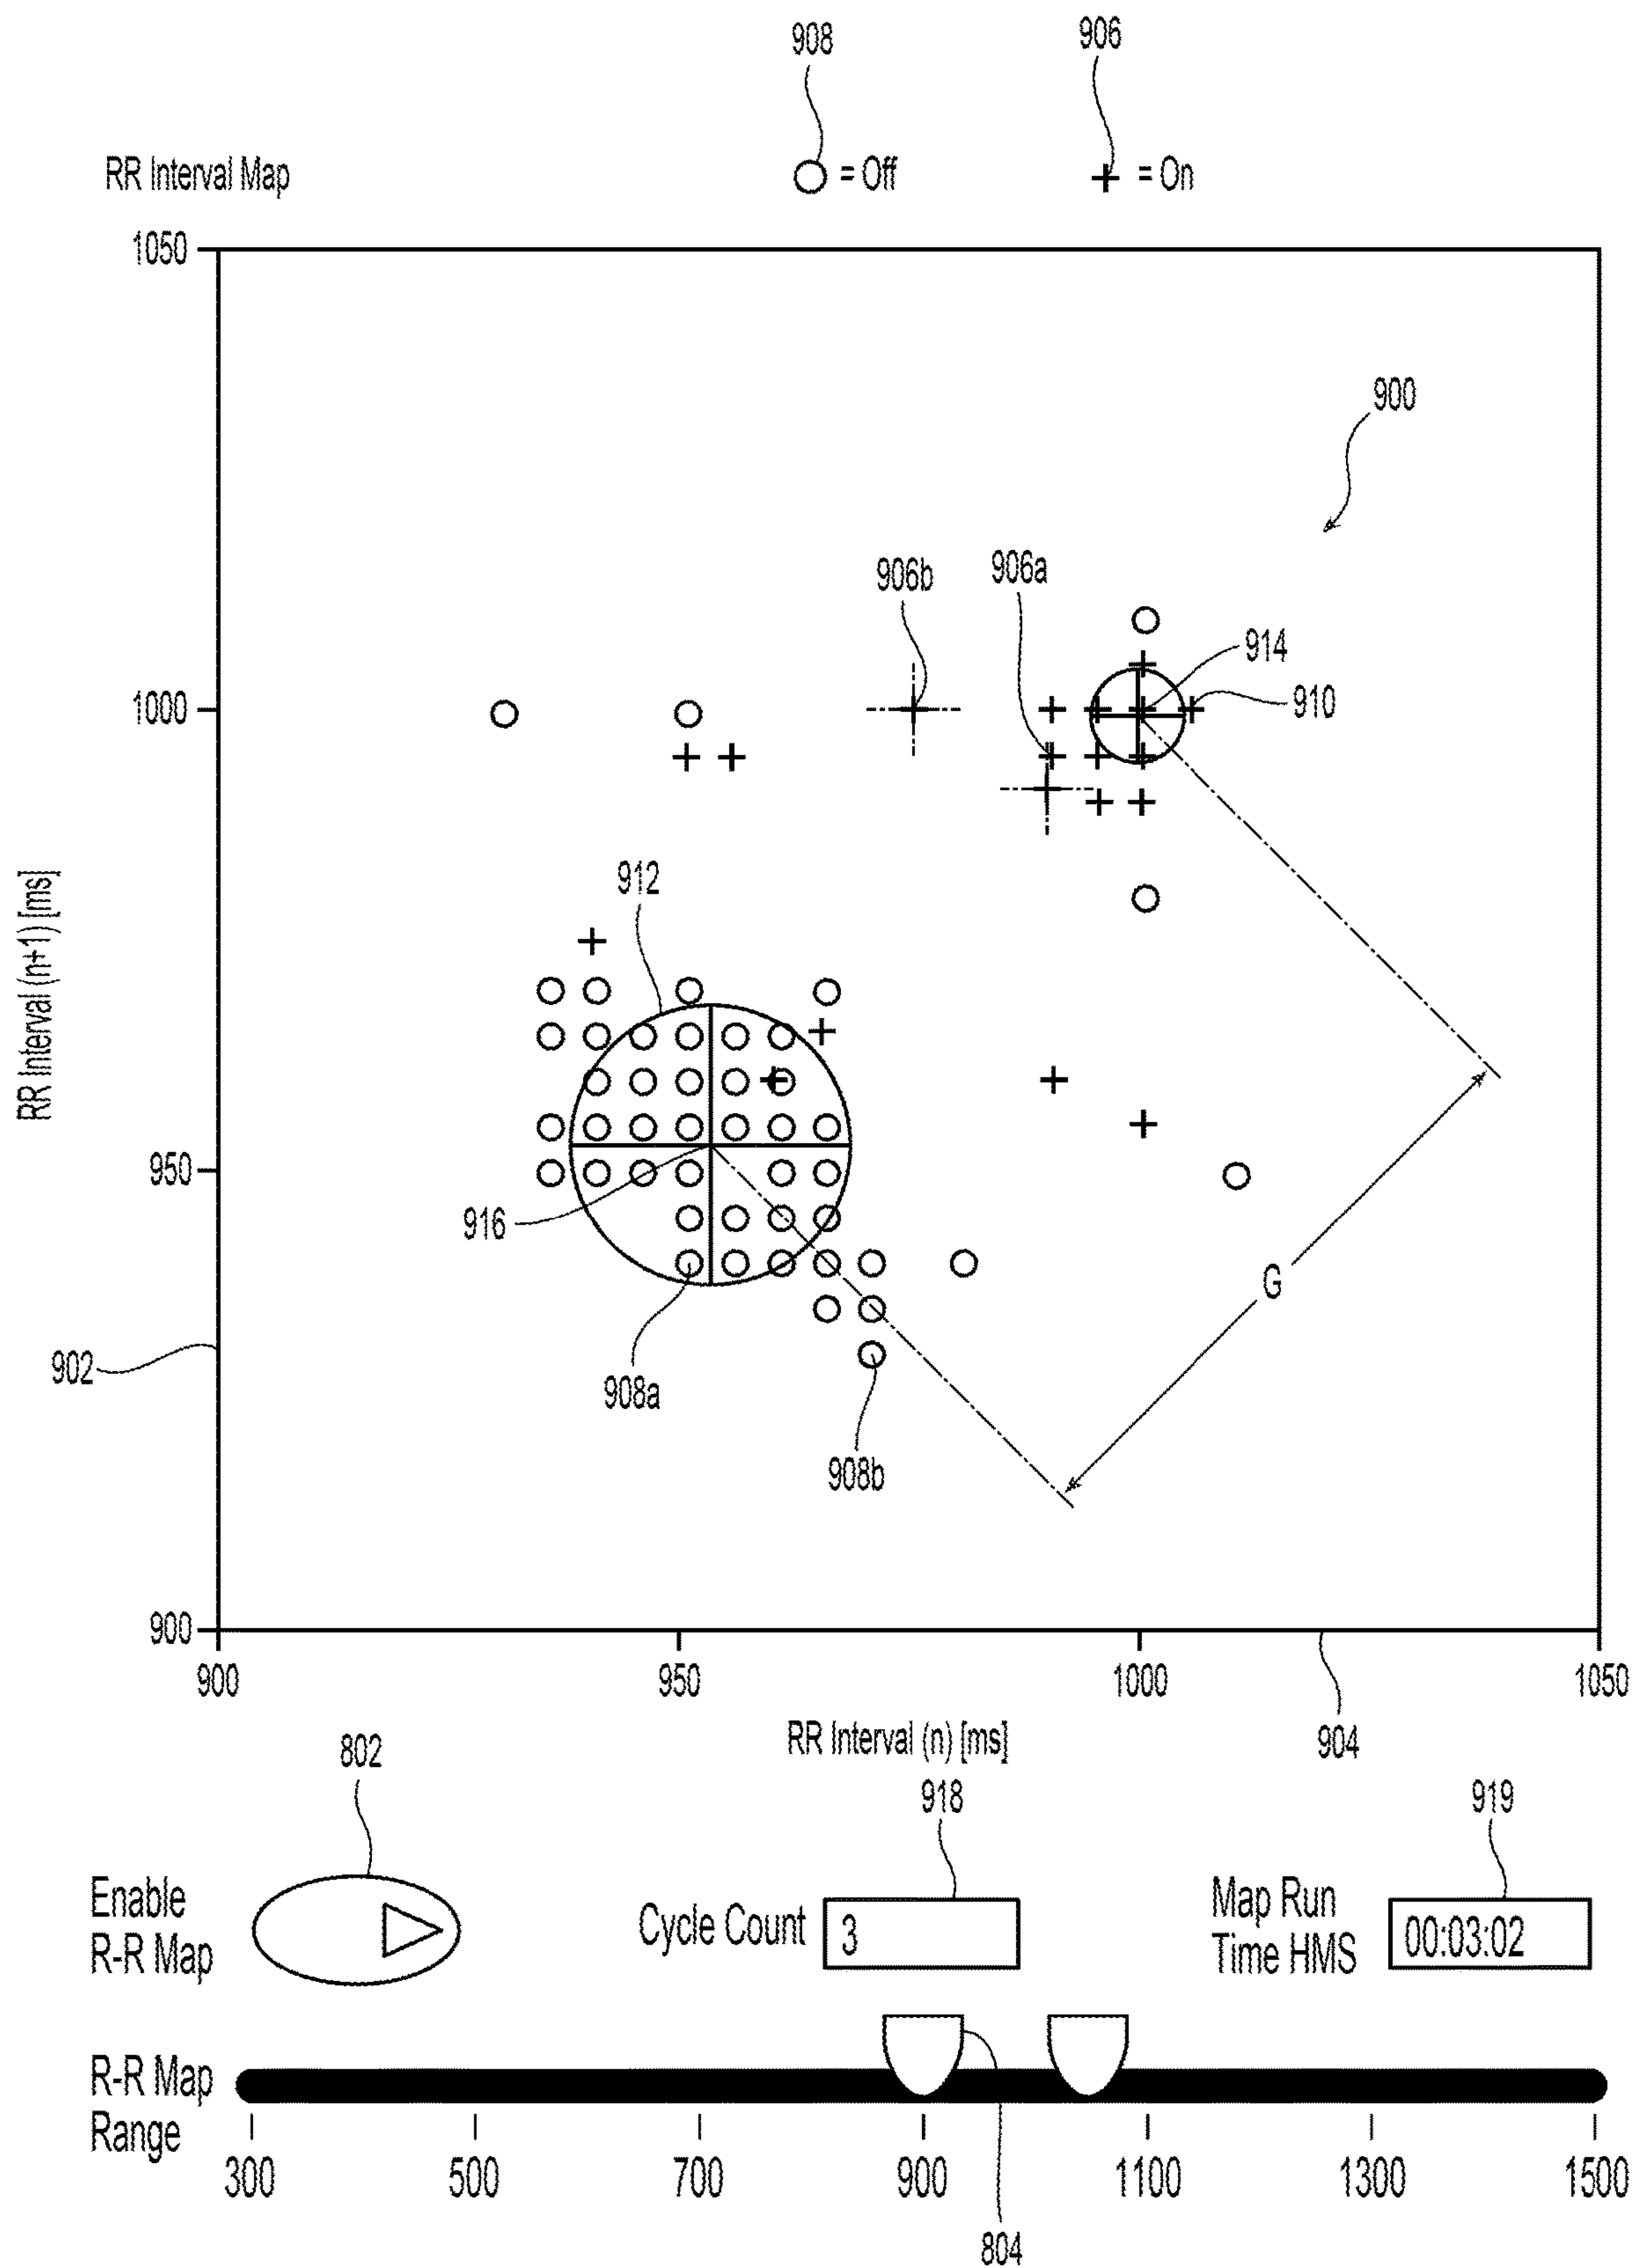 908
906
RR Interval Map
= Off
= On
1050
900
906b
906a
914
1000
910
912
RR Interval (n+1) [ms]
950
916
G
902
908a
908b
900
900
950
1000
1050
RR Interval (n) [ms]
904
802
918
919
Enable
R-R Map
Cycle Count
3
Map Run
Time HMS
00:03:02
R-R Map
Range
300
500
700
900
1100
1300
1500
804